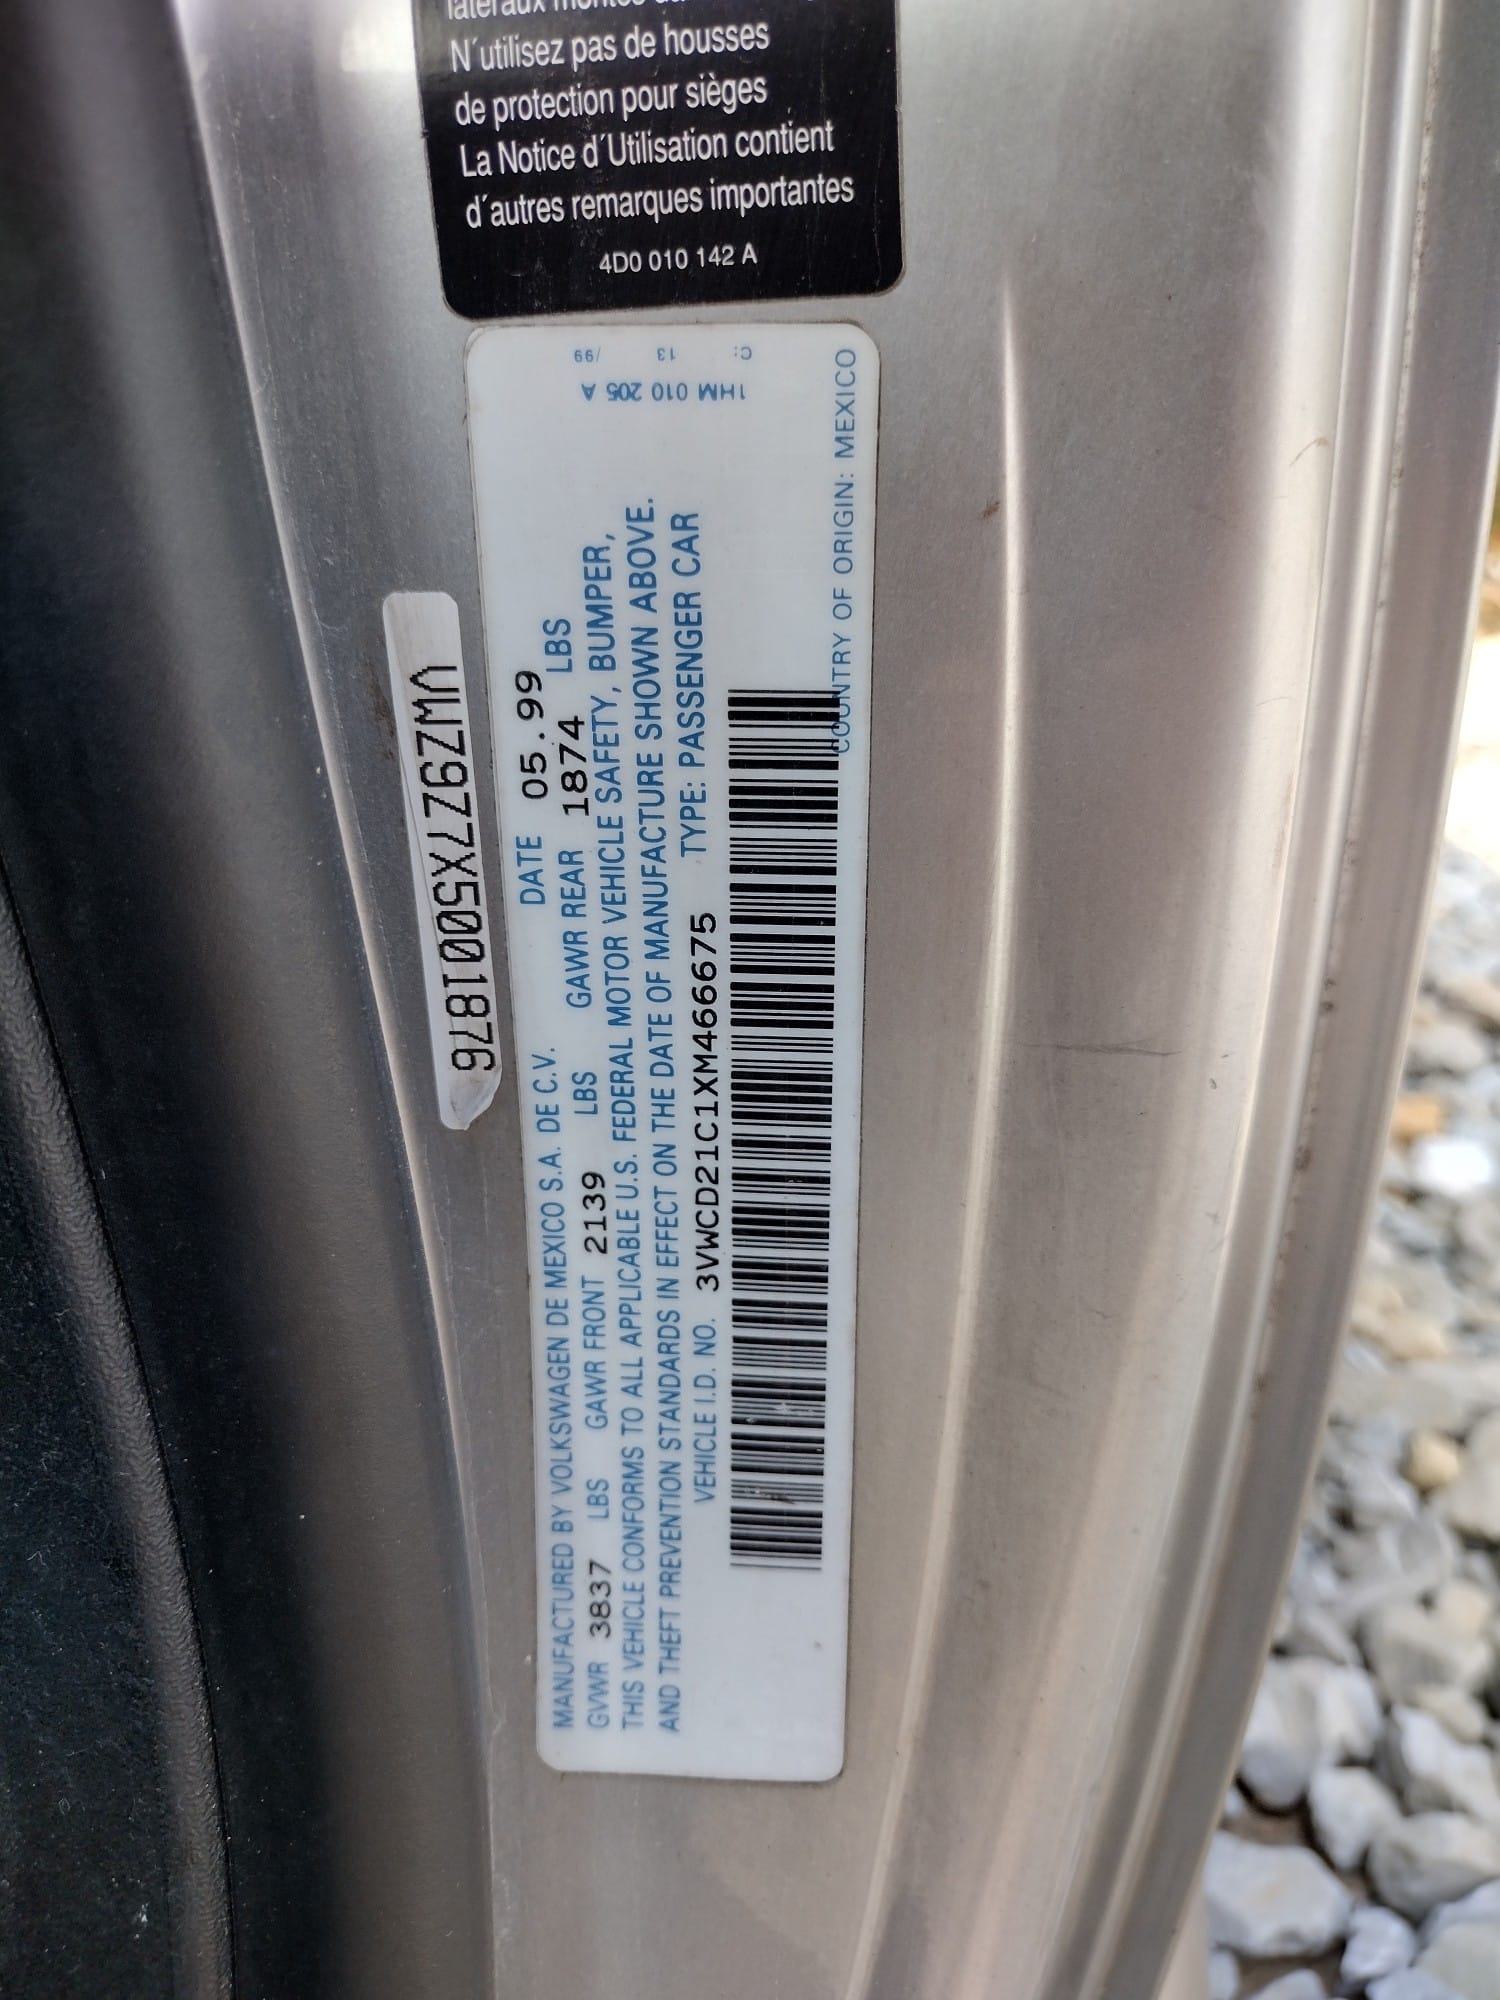 N´utilisez pas de housses
de protection pour sièges
La Notice d´Utilisation contient
d´autres remarques importantes
4D0 010 142 A
1HM 010 205 A
C: 13 /99
VWZ9Z7X5001876
MANUFACTURED BY VOLKSWAGEN DE MEXICO S.A. DE C.V. DATE 05.99
GVWR 3837 LBS GAWR FRONT 2139 LBS GAWR REAR 1874 LBS
THIS VEHICLE CONFORMS TO ALL APPLICABLE U.S. FEDERAL MOTOR VEHICLE SAFETY, BUMPER,
AND THEFT PREVENTION STANDARDS IN EFFECT ON THE DATE OF MANUFACTURE SHOWN ABOVE.
VEHICLE I.D. NO. 3VWCD21C1XM466675 TYPE: PASSENGER CAR
COUNTRY OF ORIGIN: MEXICO